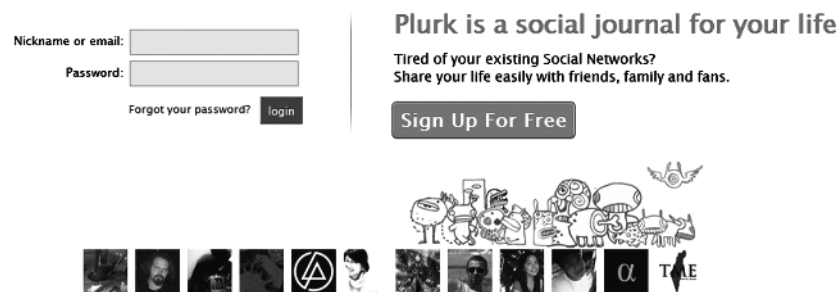 Nickname or email:
Password:
Forgot your password?
login
Plurk is a social journal for your life
Tired of your existing Social Networks?
Share your life easily with friends, family and fans.
Sign Up For Free
α
TME